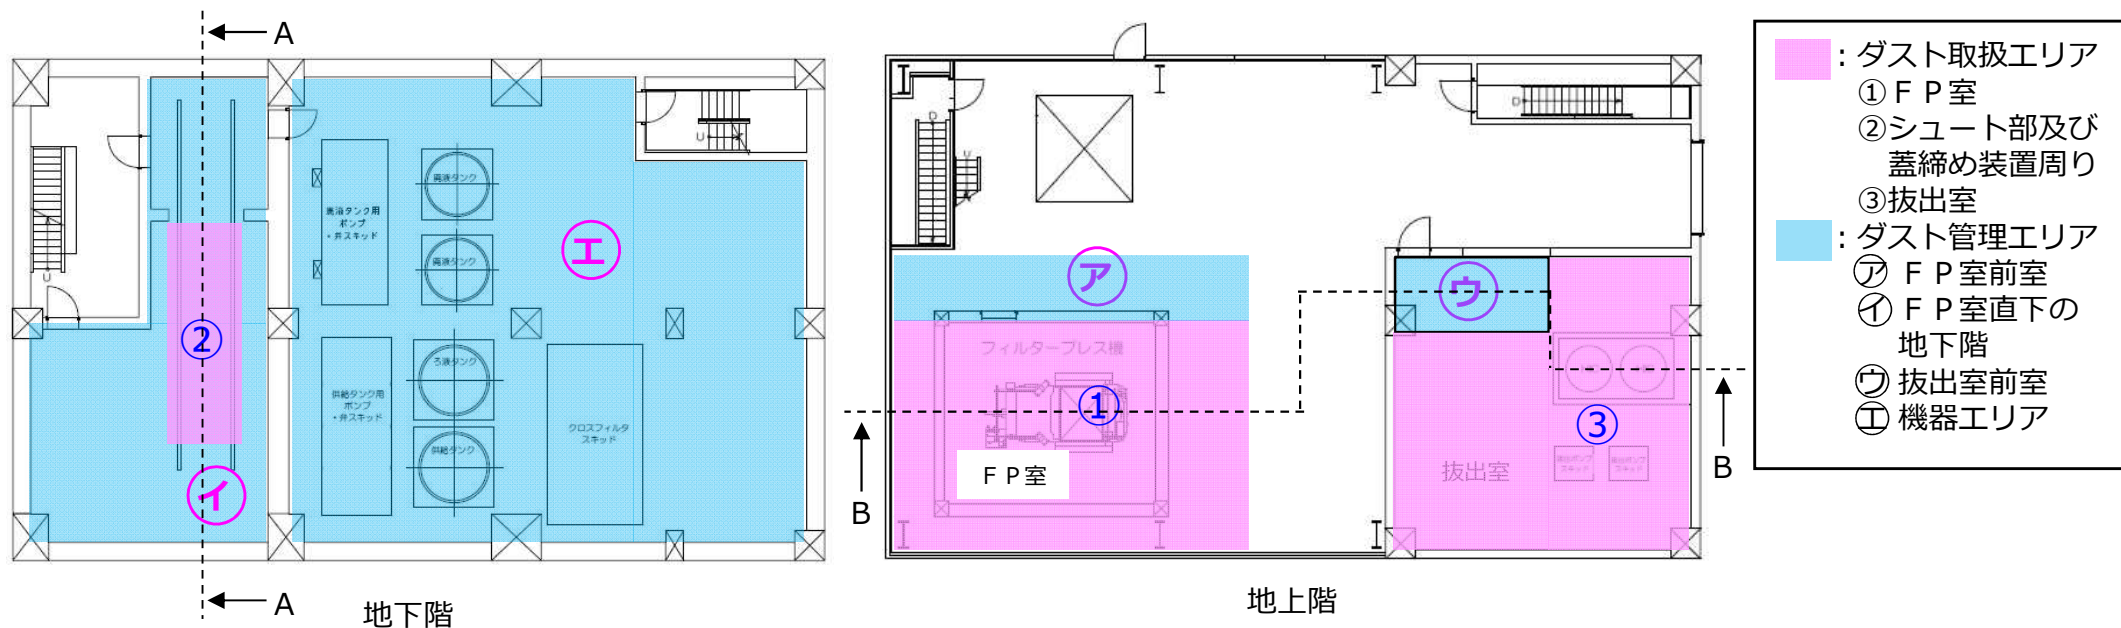 A
U
U
廃液タンク
廃液タンク用
ポンプ
・弁スキッド
廃液タンク
エ
②
ろ液タンク
供給タンク用
ポンプ
・弁スキッド
クロスフィルタ
スキッド
供給タンク
イ
A
地下階
D
U
D
ア
ウ
フィルタープレス機
①
ＦＰ室
③
抜出室
B
B
地上階
：ダスト取扱エリア
①ＦＰ室
②シュート部及び
蓋締め装置周り
③抜出室
：ダスト管理エリア
㋐ ＦＰ室前室
㋑ ＦＰ室直下の
地下階
㋒ 抜出室前室
㋓ 機器エリア